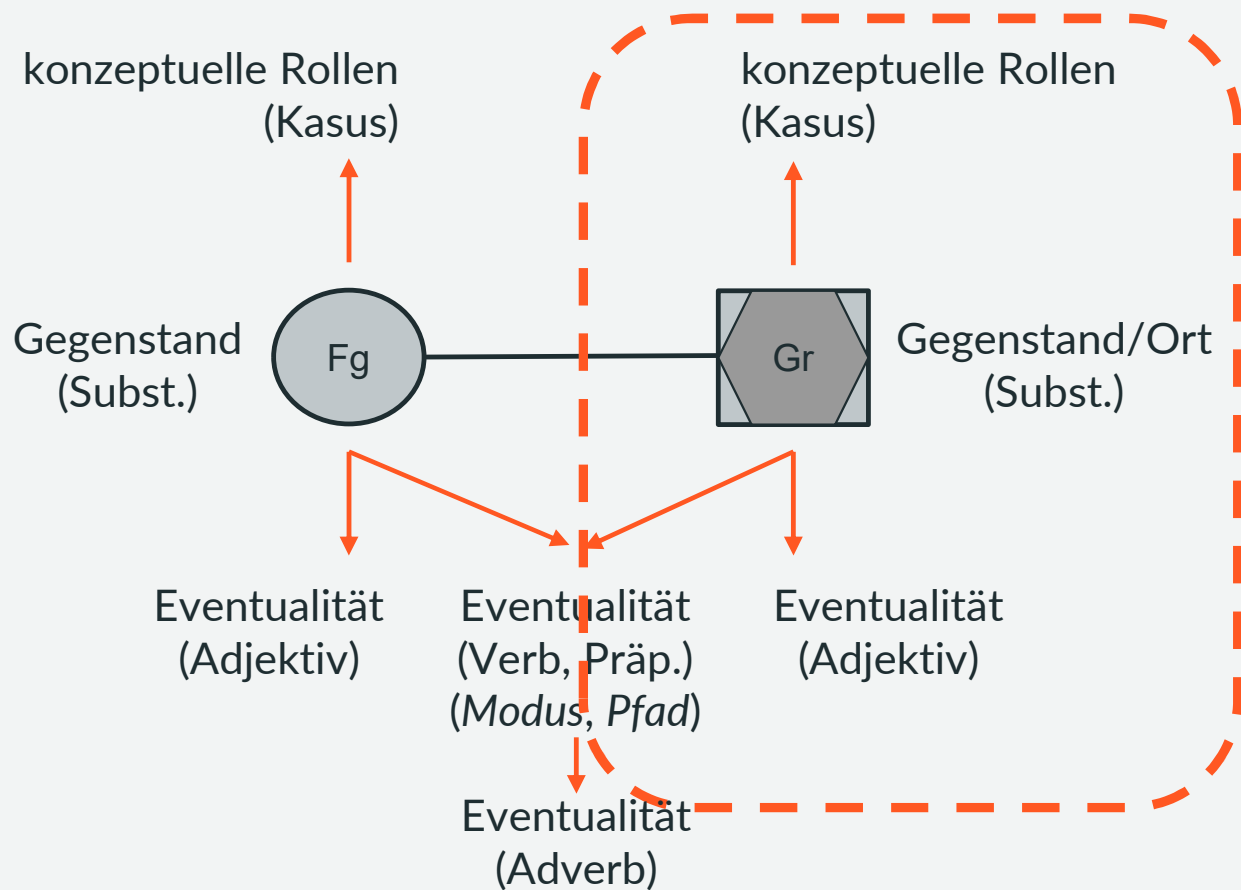 konzeptuelle Rollen
(Kasus)
konzeptuelle Rollen
(Kasus)
Gegenstand
(Subst.)
Fg
Gr
Gegenstand/Ort
(Subst.)
Eventualität
(Adjektiv)
Eventualität
(Verb, Präp.)
(Modus, Pfad)
Eventualität
(Adjektiv)
Eventualität
(Adverb)